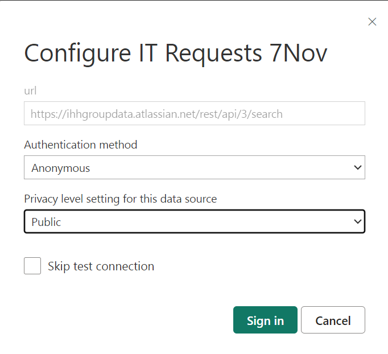 Configure IT Requests 7Nov
url
https://ihhgroupdata.atlassian.net/rest/api/3/search
Authentication method
Anonymous
Privacy level setting for this data source
Public
Skip test connection
Sign in
Cancel